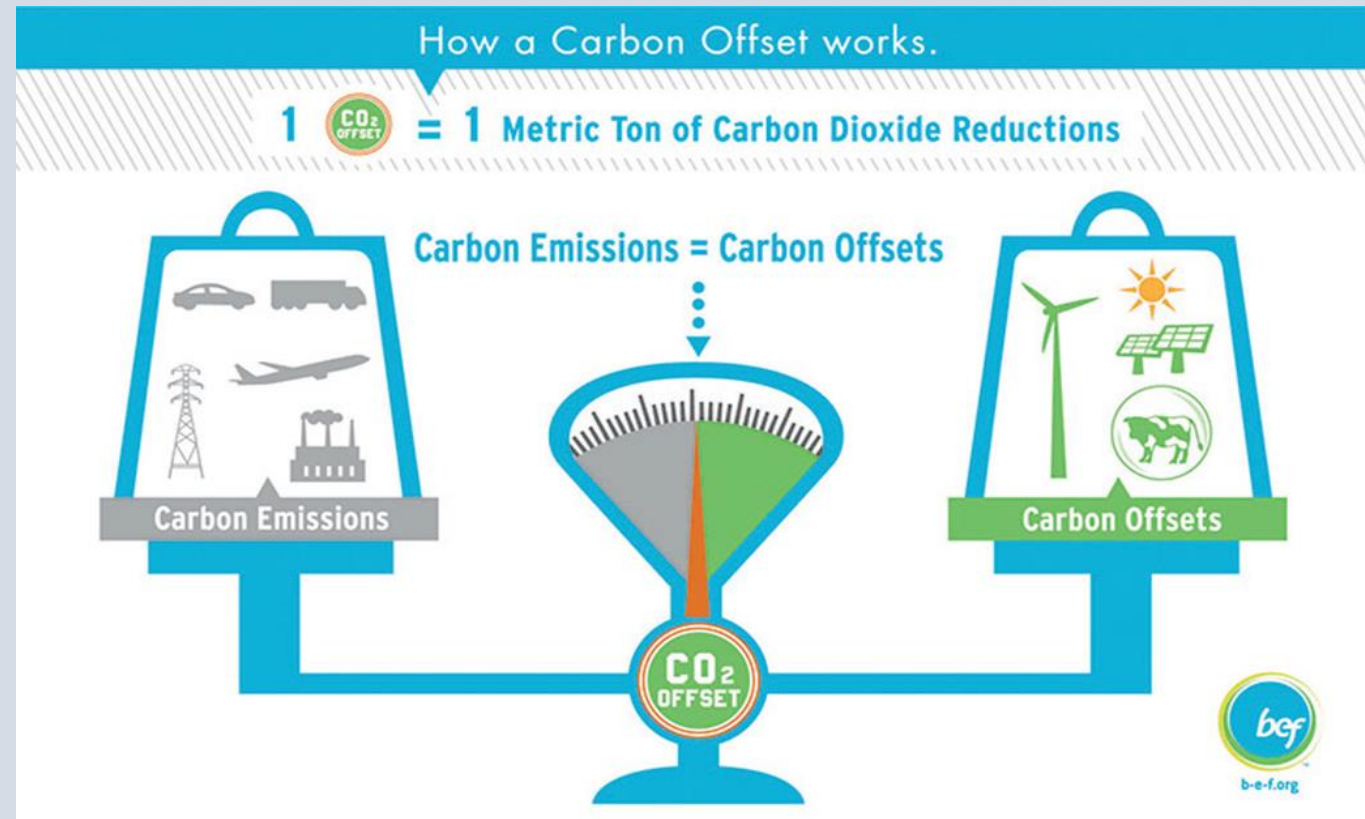 How a Carbon Offset works.
1 CO₂ OFFSET = 1 Metric Ton of Carbon Dioxide Reductions
Carbon Emissions = Carbon Offsets
Carbon Emissions
Carbon Offsets
CO₂
OFFSET
bef
b-e-f.org